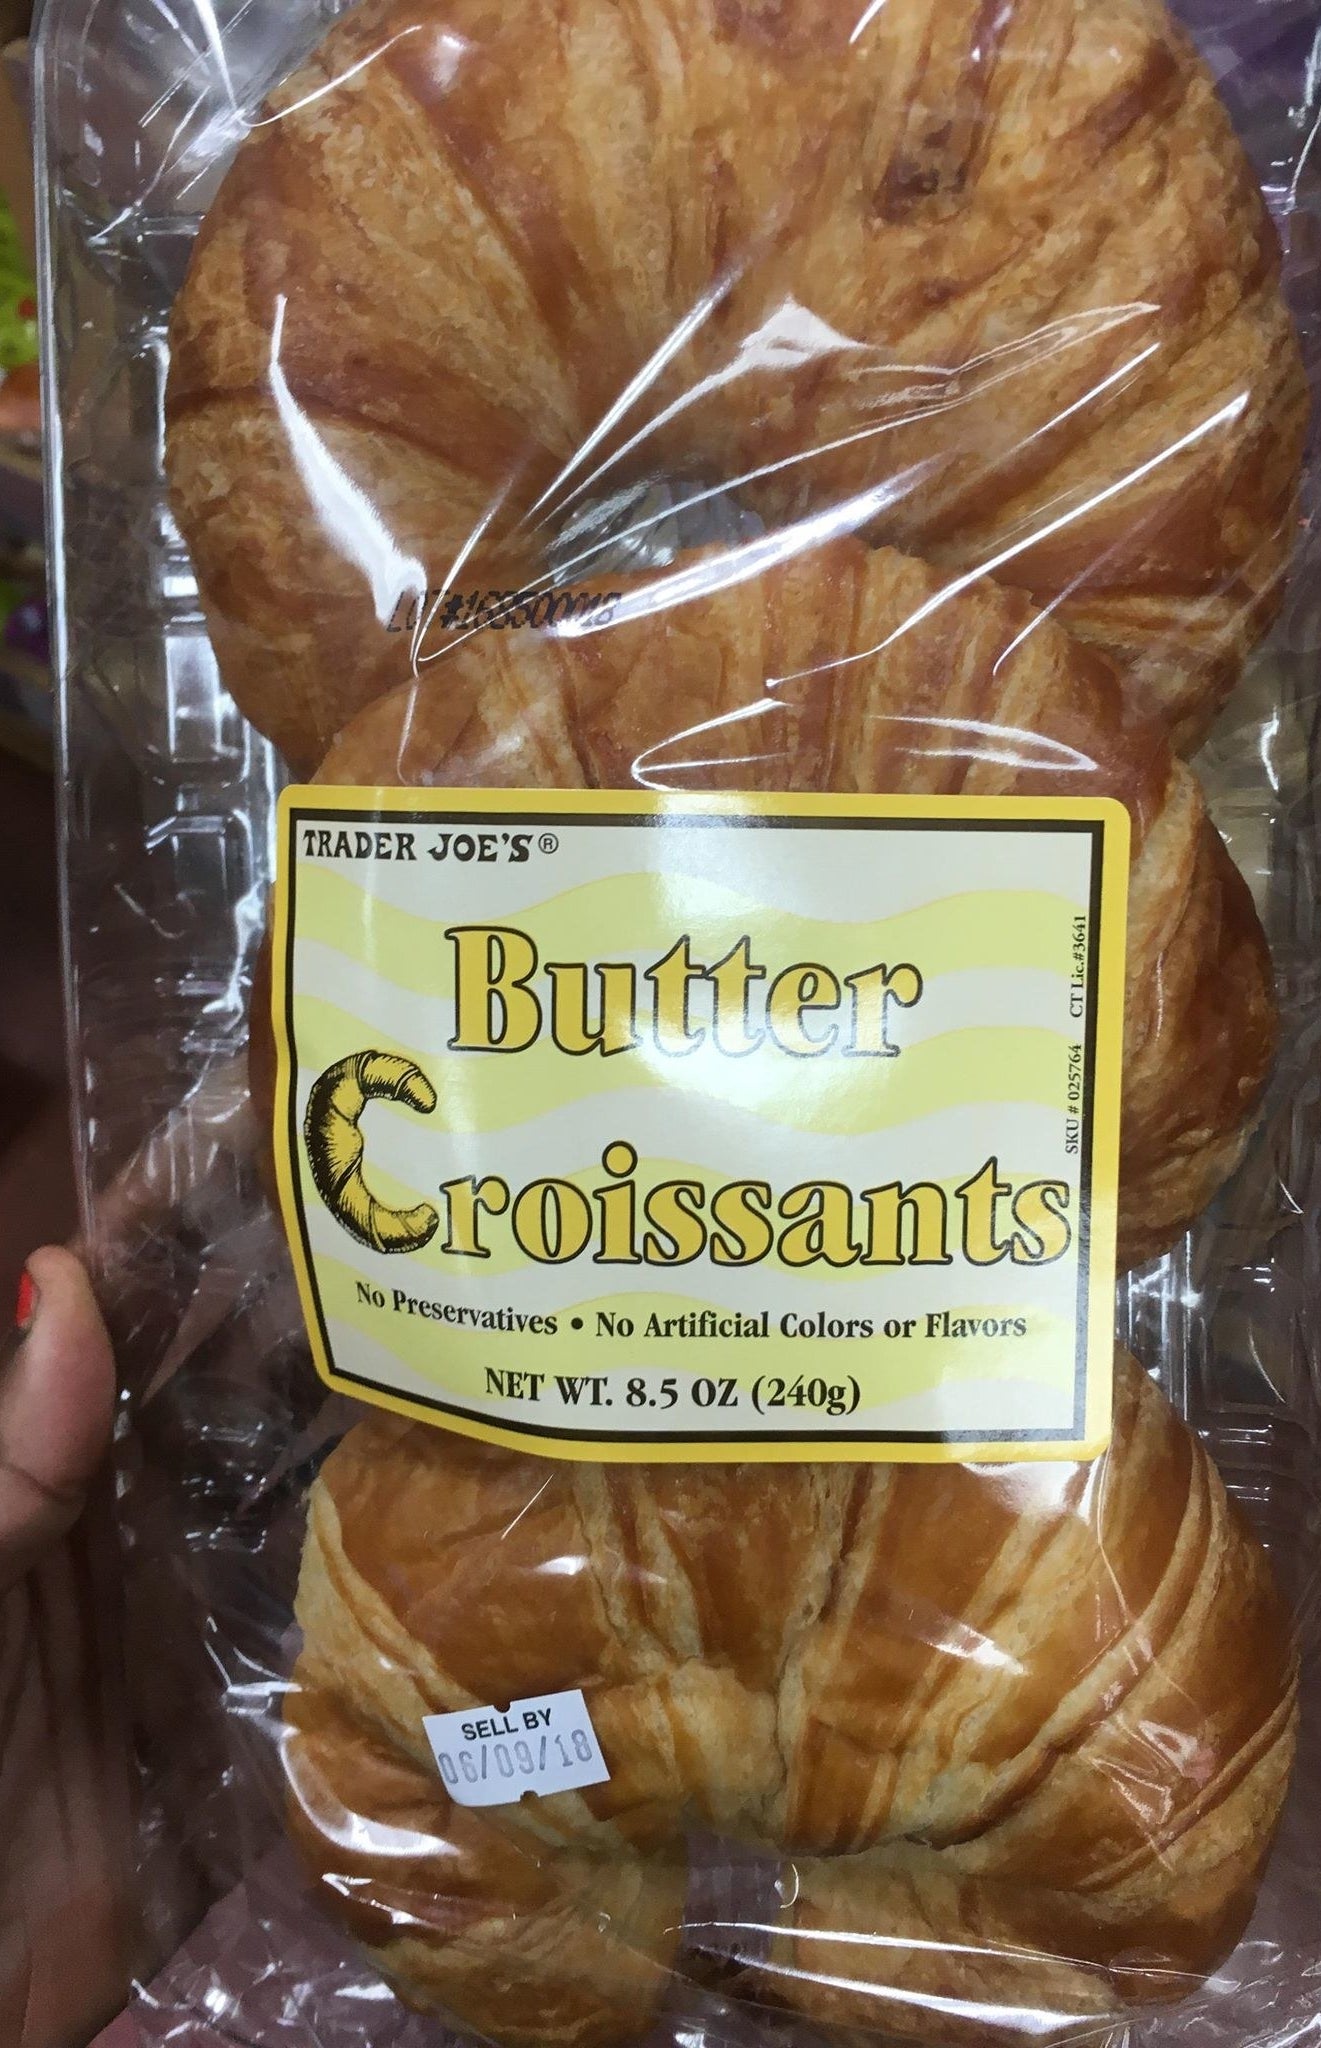 TRADER JOE'S®
Butter
Croissants
No Preservatives • No Artificial Colors or Flavors
NET WT. 8.5 OZ (240g)
SKU # 025764 CT Lic.#3641
SELL BY
06/09/18